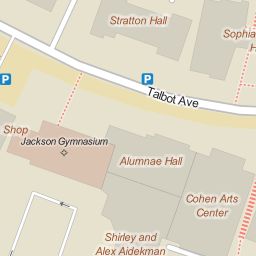 Stratton Hall
Sophia
H
P
P
Talbot Ave
Shop
Jackson Gymnasium
Alumnae Hall
Cohen Arts
Center
Shirley and
Alex Aidekman